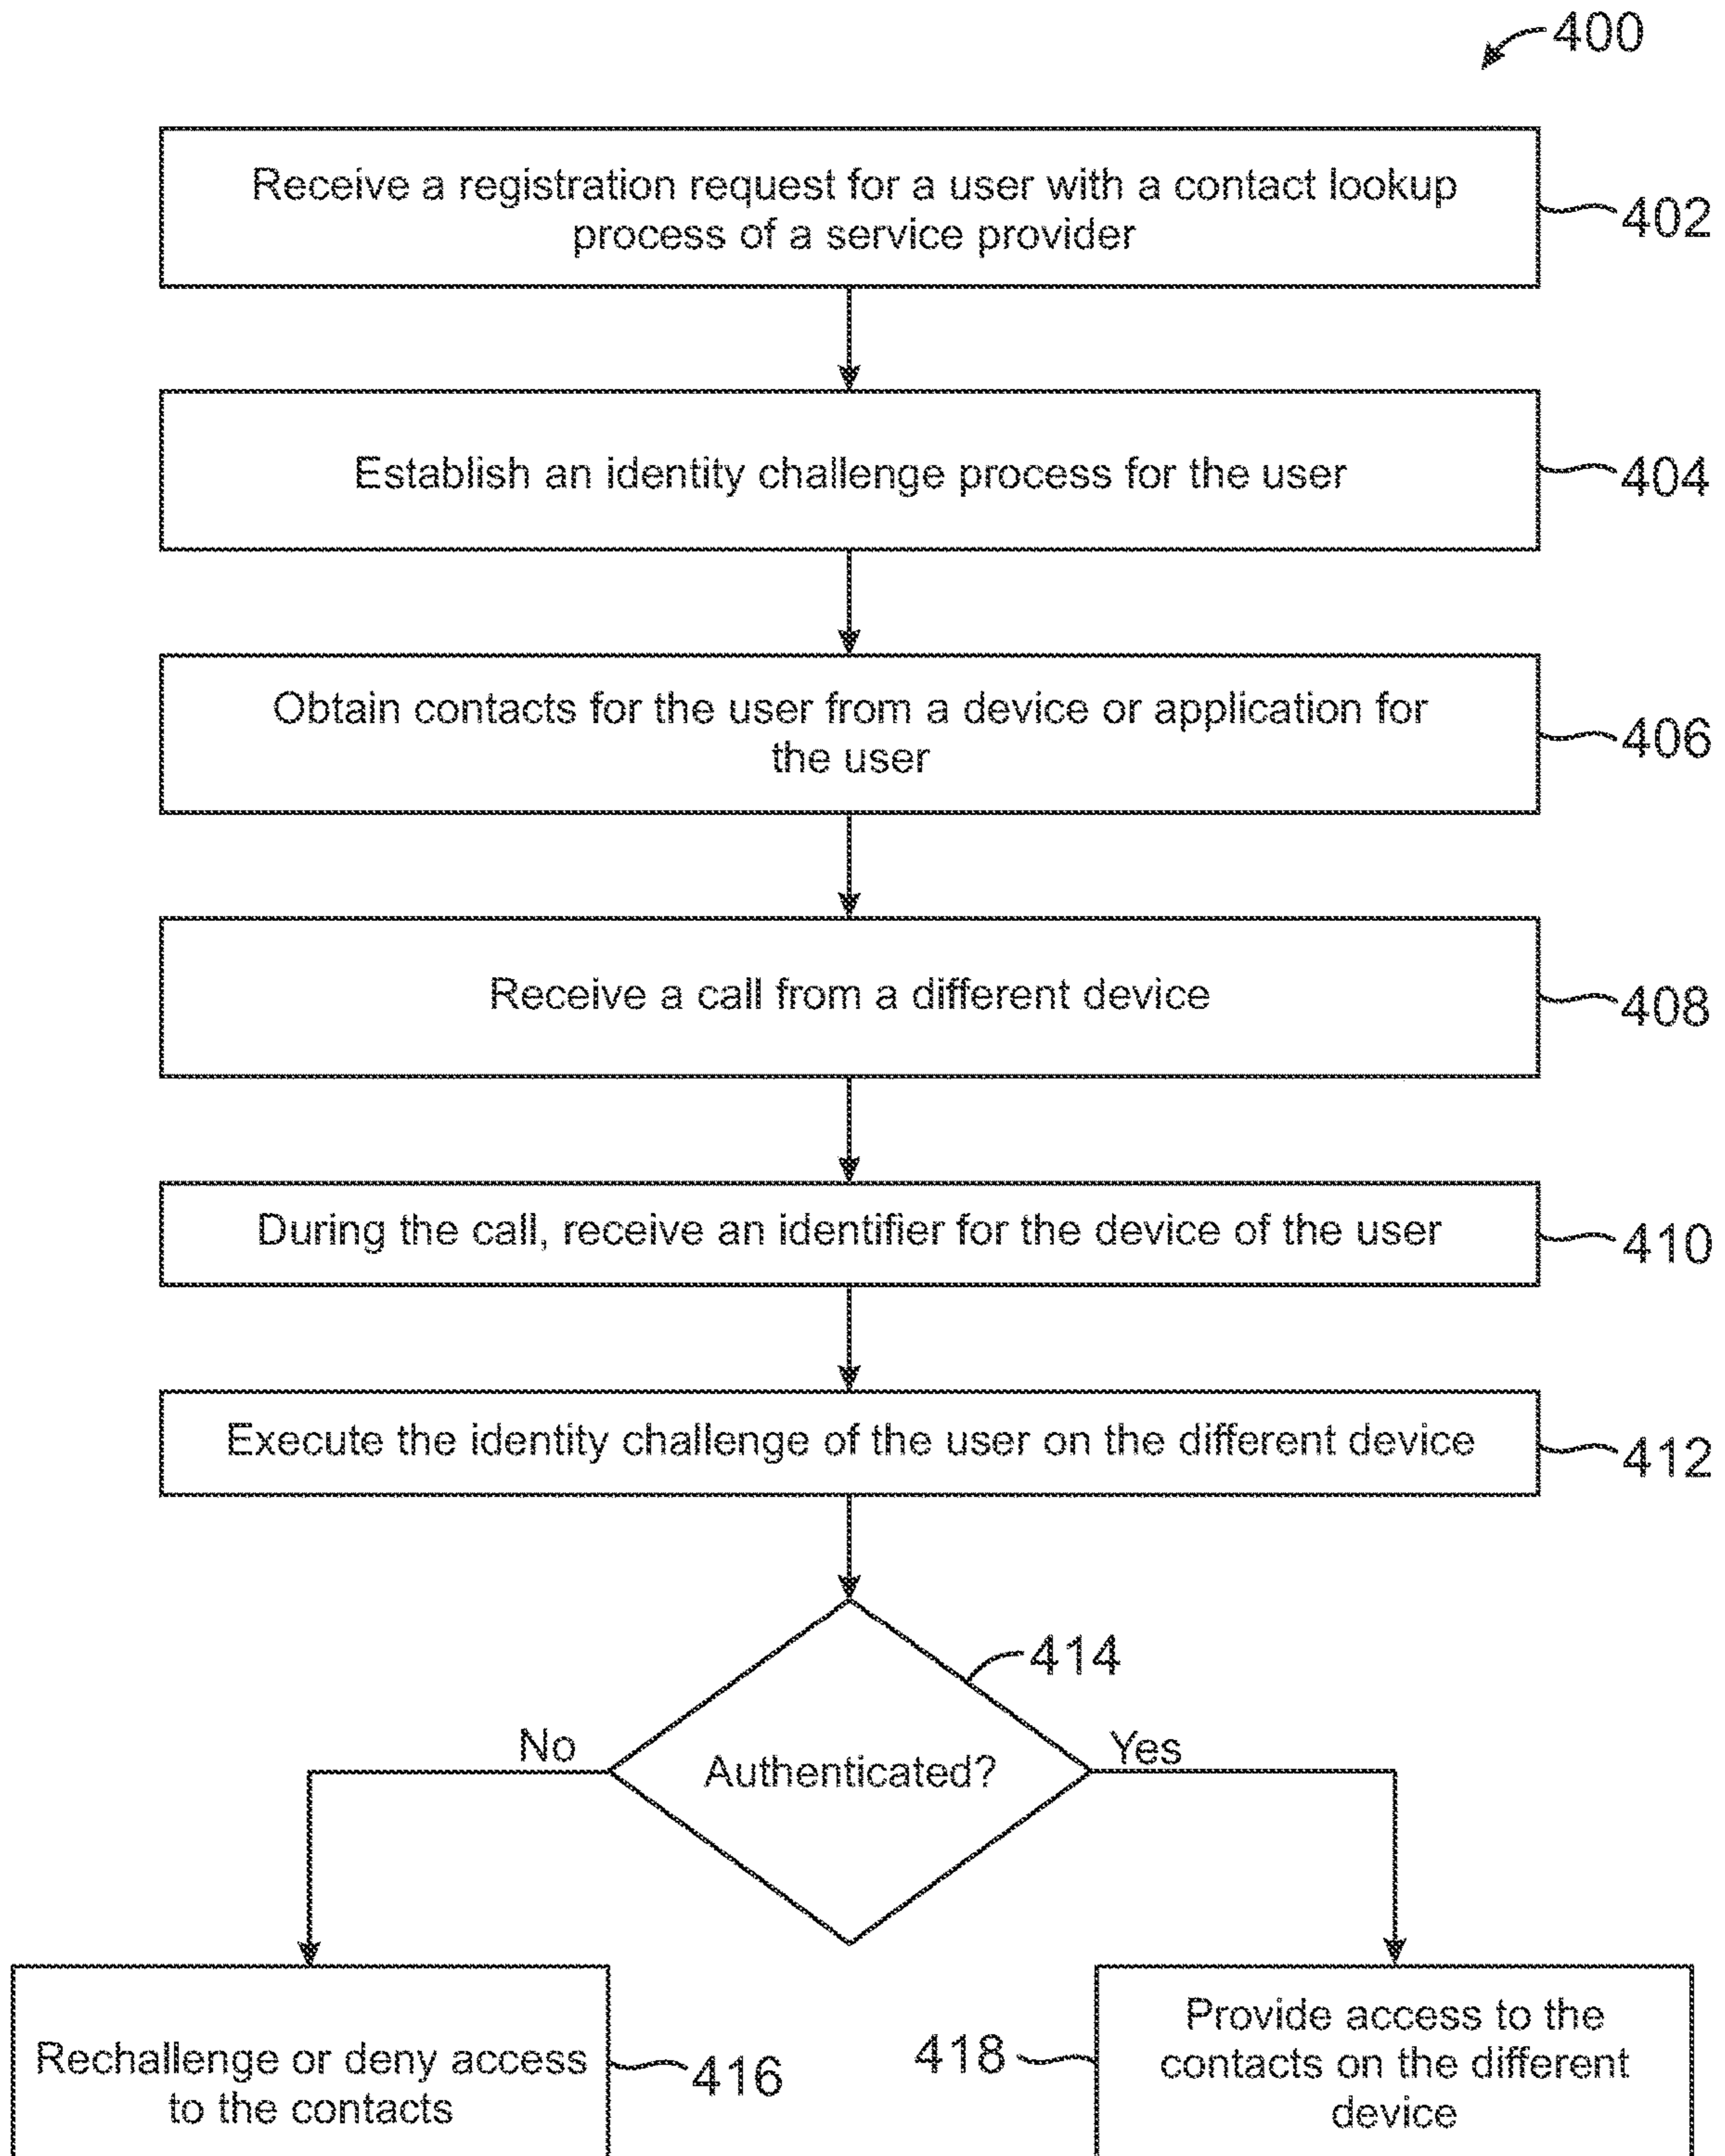 400
Receive a registration request for a user with a contact lookup
process of a service provider
402
Establish an identity challenge process for the user
404
Obtain contacts for the user from a device or application for
the user
406
Receive a call from a different device
408
During the call, receive an identifier for the device of the user
410
Execute the identity challenge of the user on the different device
412
414
No
Authenticated?
Yes
Rechallenge or deny access
to the contacts
416
418
Provide access to the
contacts on the different
device